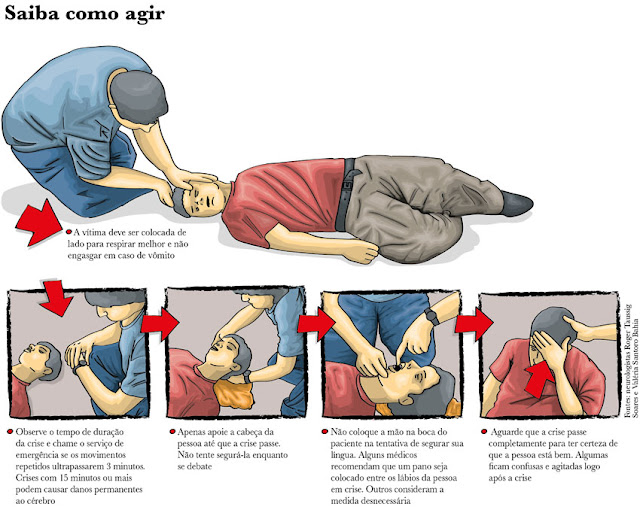 Saiba como agir
A vítima deve ser colocada de
lado para respirar melhor e não
engasgar em caso de vômito
Observe o tempo de duração
da crise e chame o serviço de
emergência se os movimentos
repetidos ultrapassarem 3 minutos.
Crises com 15 minutos ou mais
podem causar danos permanentes
ao cérebro
Apenas apoie a cabeça da
pessoa até que a crise passe.
Não tente segurá-la enquanto
se debate
Não coloque a mão na boca do
paciente na tentativa de segurar sua
língua. Alguns médicos
recomendam que um pano seja
colocado entre os lábios da pessoa
em crise. Outros consideram a
medida desnecessária
Aguarde que a crise passe
completamente para ter certeza de
que a pessoa está bem. Algumas
ficam confusas e agitadas logo
após a crise
Fontes: neurologistas Roger Taussig
Soares e Valéria Santoro Bahia